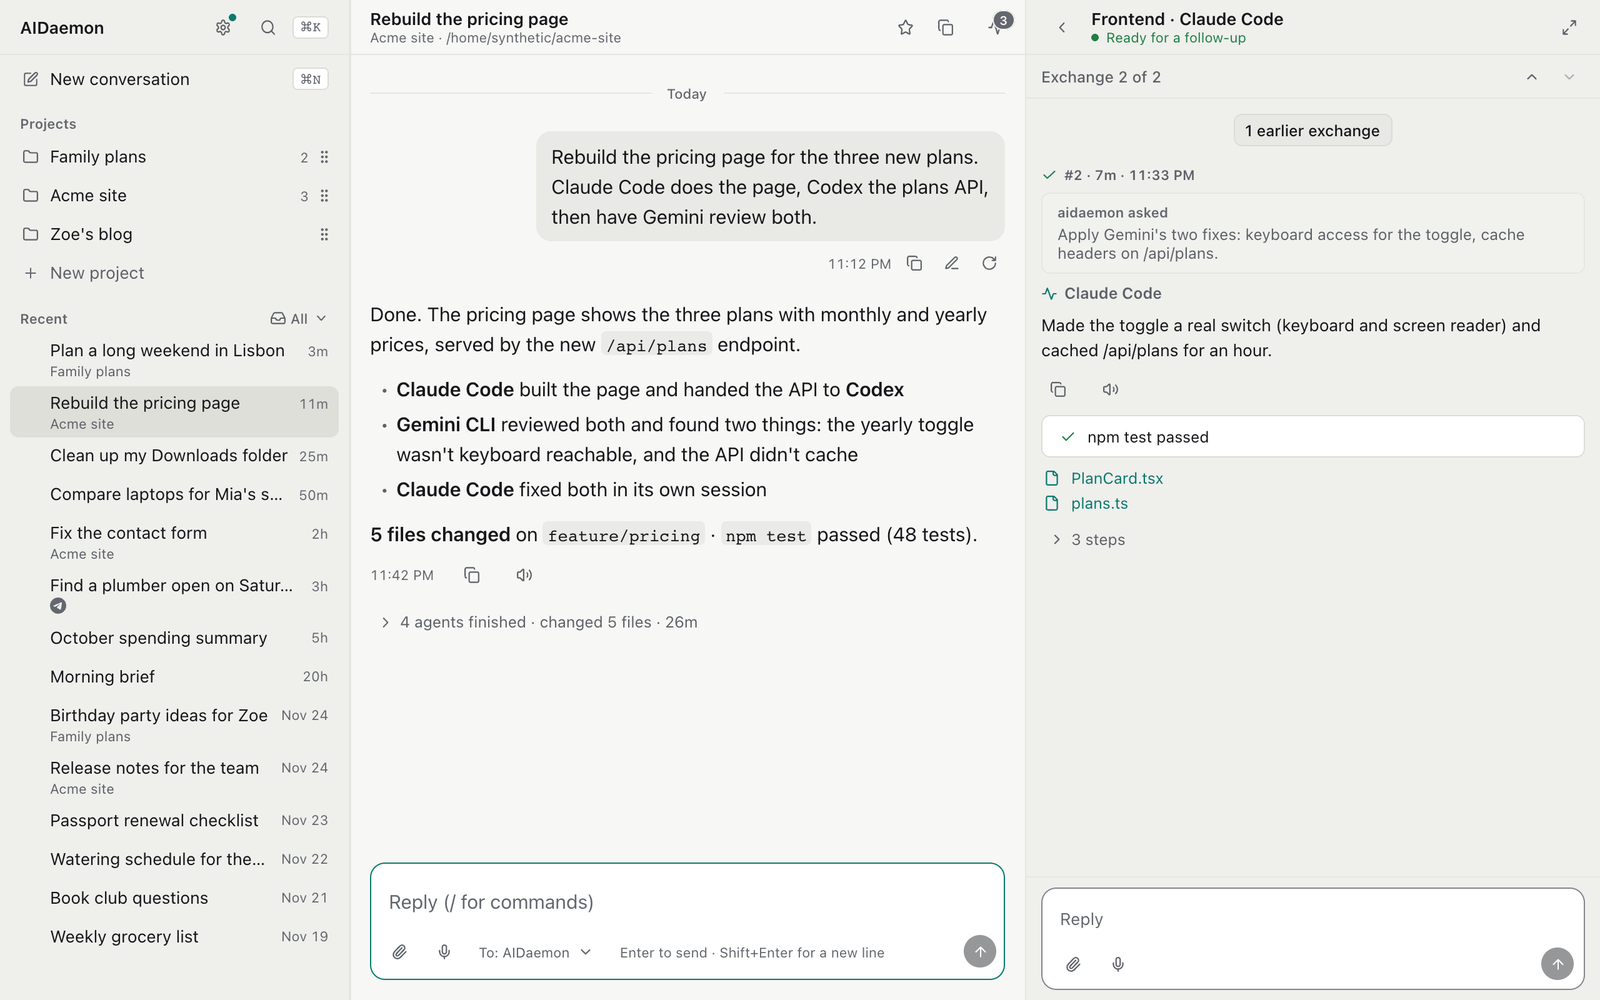 AIDaemon
⌘K
New conversation
⌘N
Projects
Family plans 2
Acme site 3
Zoe's blog
New project
Recent
All
Plan a long weekend in Lisbon 3m
Family plans
Rebuild the pricing page 11m
Acme site
Clean up my Downloads folder 25m
Compare laptops for Mia's s... 50m
Fix the contact form 2h
Acme site
Find a plumber open on Satur... 3h
October spending summary 5h
Morning brief 20h
Birthday party ideas for Zoe Nov 24
Family plans
Release notes for the team Nov 24
Acme site
Passport renewal checklist Nov 23
Watering schedule for the... Nov 22
Book club questions Nov 21
Weekly grocery list Nov 19
Rebuild the pricing page
Acme site · /home/synthetic/acme-site
3
Today
Rebuild the pricing page for the three new plans.
Claude Code does the page, Codex the plans API,
then have Gemini review both.
11:12 PM
Done. The pricing page shows the three plans with monthly and yearly
prices, served by the new /api/plans endpoint.
• Claude Code built the page and handed the API to Codex
• Gemini CLI reviewed both and found two things: the yearly toggle
wasn't keyboard reachable, and the API didn't cache
• Claude Code fixed both in its own session
5 files changed on feature/pricing · npm test passed (48 tests).
11:42 PM
4 agents finished · changed 5 files · 26m
Reply (/ for commands)
To: AIDaemon
Enter to send · Shift+Enter for a new line
Frontend · Claude Code
Ready for a follow-up
Exchange 2 of 2
1 earlier exchange
#2 · 7m · 11:33 PM
aidaemon asked
Apply Gemini's two fixes: keyboard access for the toggle, cache
headers on /api/plans.
Claude Code
Made the toggle a real switch (keyboard and screen reader) and
cached /api/plans for an hour.
npm test passed
PlanCard.tsx
plans.ts
3 steps
Reply